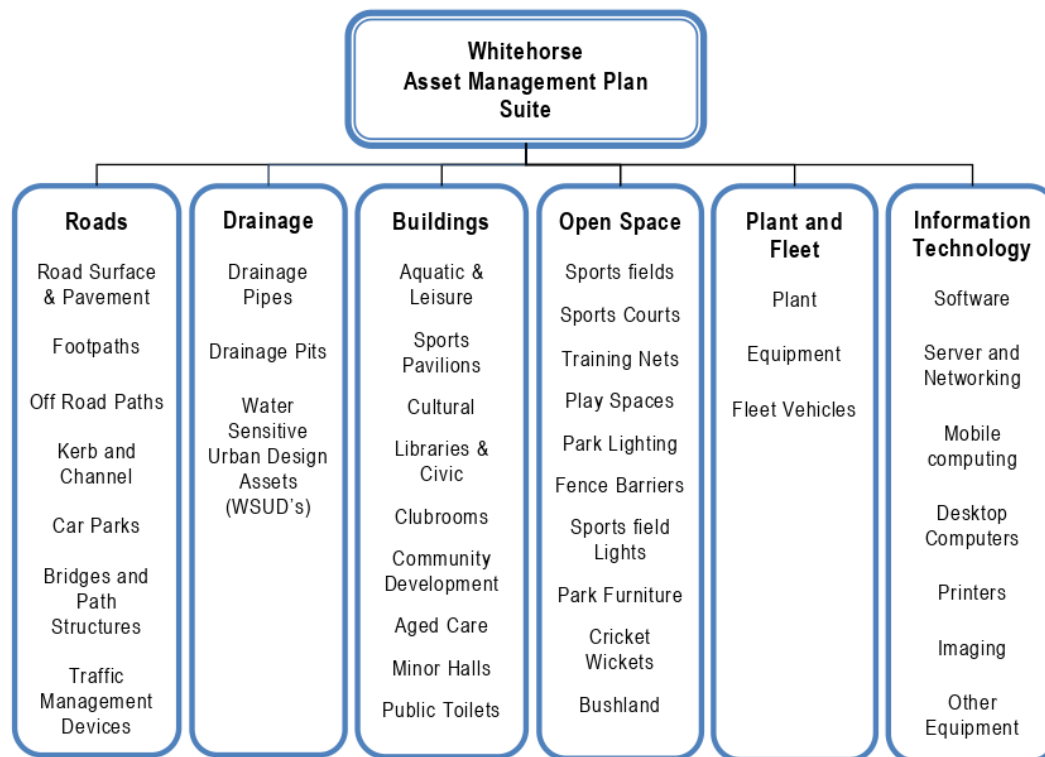 Whitehorse
Asset Management Plan
Suite
Roads
Road Surface
& Pavement
Footpaths
Off Road Paths
Kerb and
Channel
Car Parks
Bridges and
Path
Structures
Traffic
Management
Devices
Drainage
Drainage
Pipes
Drainage Pits
Water
Sensitive
Urban Design
Assets
(WSUD's)
Buildings
Aquatic &
Leisure
Sports
Pavilions
Cultural
Libraries &
Civic
Clubrooms
Community
Development
Aged Care
Minor Halls
Public Toilets
Open Space
Sports fields
Sports Courts
Training Nets
Play Spaces
Park Lighting
Fence Barriers
Sports field
Lights
Park Furniture
Cricket
Wickets
Bushland
Plant and
Fleet
Plant
Equipment
Fleet Vehicles
Information
Technology
Software
Server and
Networking
Mobile
computing
Desktop
Computers
Printers
Imaging
Other
Equipment